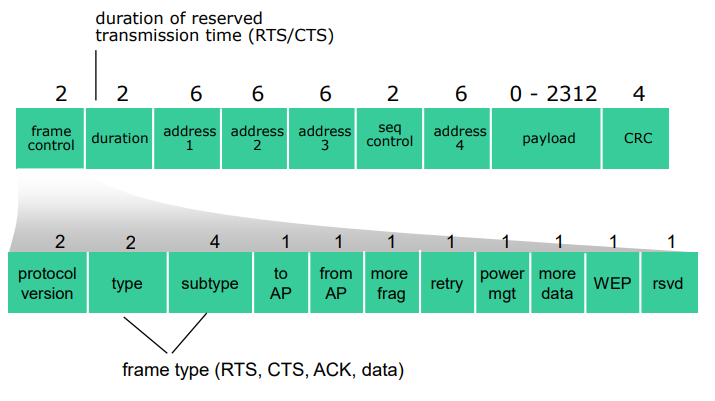 duration of reserved
transmission time (RTS/CTS)
2 2 6 6 6 2 6 0 - 2312 4
frame control
duration
address 1
address 2
address 3
seq control
address 4
payload
CRC
2 2 4 1 1 1 1 1 1 1 1
protocol version
type
subtype
to AP
from AP
more frag
retry
power mgt
more data
WEP
rsvd
frame type (RTS, CTS, ACK, data)